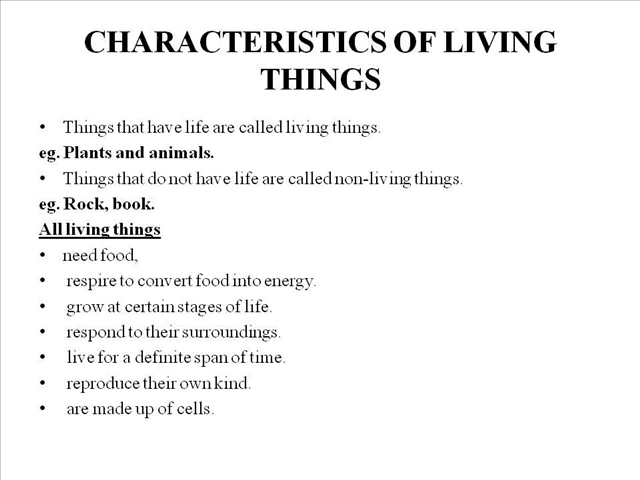 CHARACTERISTICS OF LIVING
THINGS
• Things that have life are called living things.
eg. Plants and animals.
• Things that do not have life are called non-living things.
eg. Rock, book.
All living things
• need food,
• respire to convert food into energy.
• grow at certain stages of life.
• respond to their surroundings.
• live for a definite span of time.
• reproduce their own kind.
• are made up of cells.